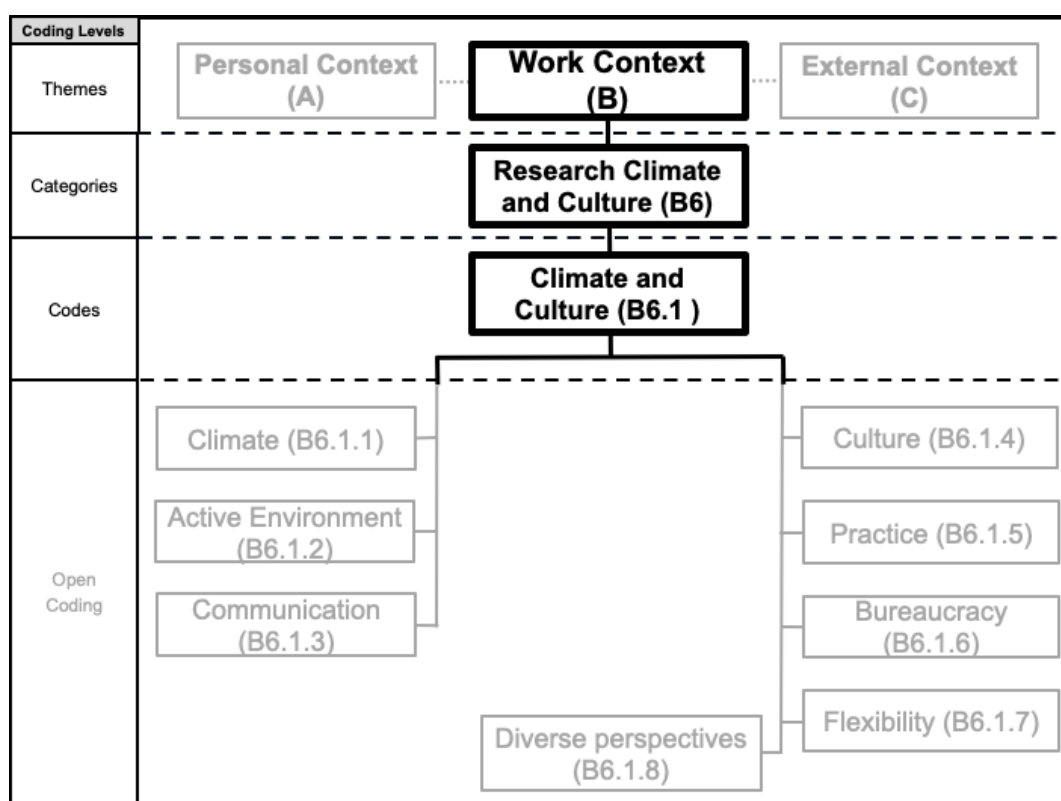 Coding Levels
Themes
Personal Context
(A)
Work Context
(B)
External Context
(C)
Categories
Research Climate
and Culture (B6)
Codes
Climate and
Culture (B6.1 )
Open
Coding
Climate (B6.1.1)
Active Environment
(B6.1.2)
Communication
(B6.1.3)
Culture (B6.1.4)
Practice (B6.1.5)
Bureaucracy
(B6.1.6)
Flexibility (B6.1.7)
Diverse perspectives
(B6.1.8)